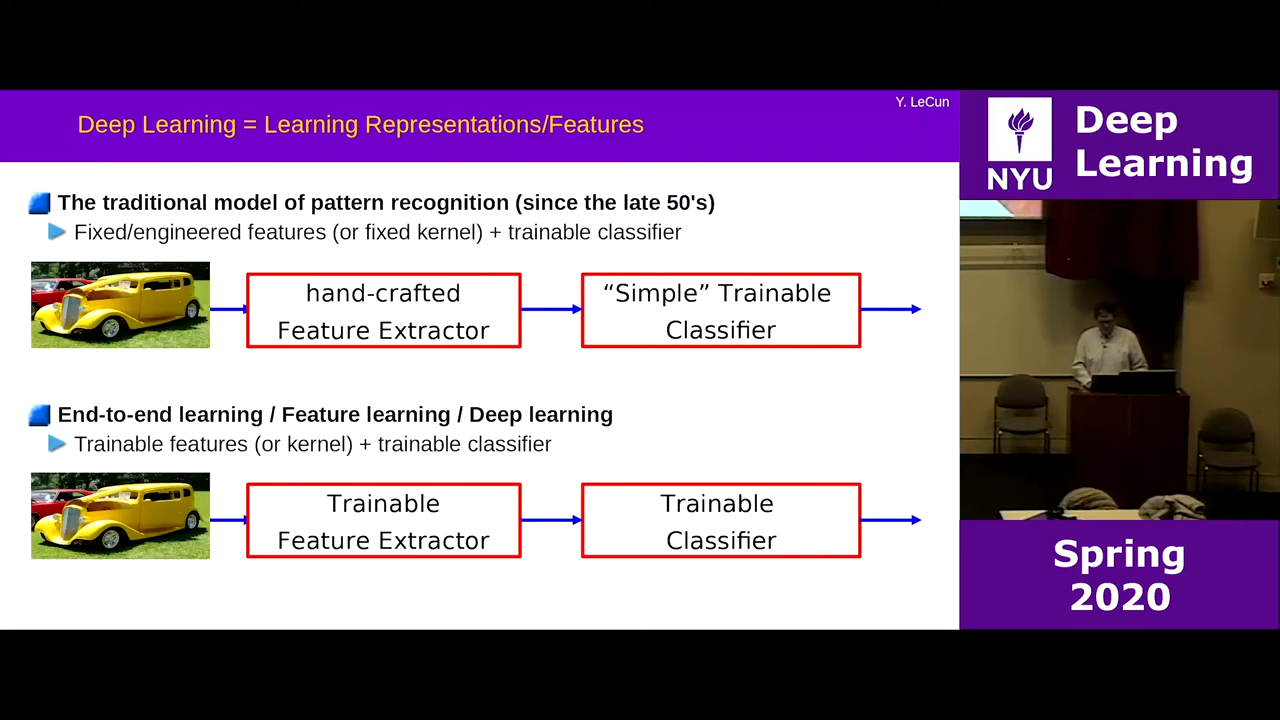 Y. LeCun
Deep Learning = Learning Representations/Features
The traditional model of pattern recognition (since the late 50's)
Fixed/engineered features (or fixed kernel) + trainable classifier
hand-crafted
Feature Extractor
“Simple” Trainable
Classifier
End-to-end learning / Feature learning / Deep learning
Trainable features (or kernel) + trainable classifier
Trainable
Feature Extractor
Trainable
Classifier
NYU
Deep
Learning
Spring
2020